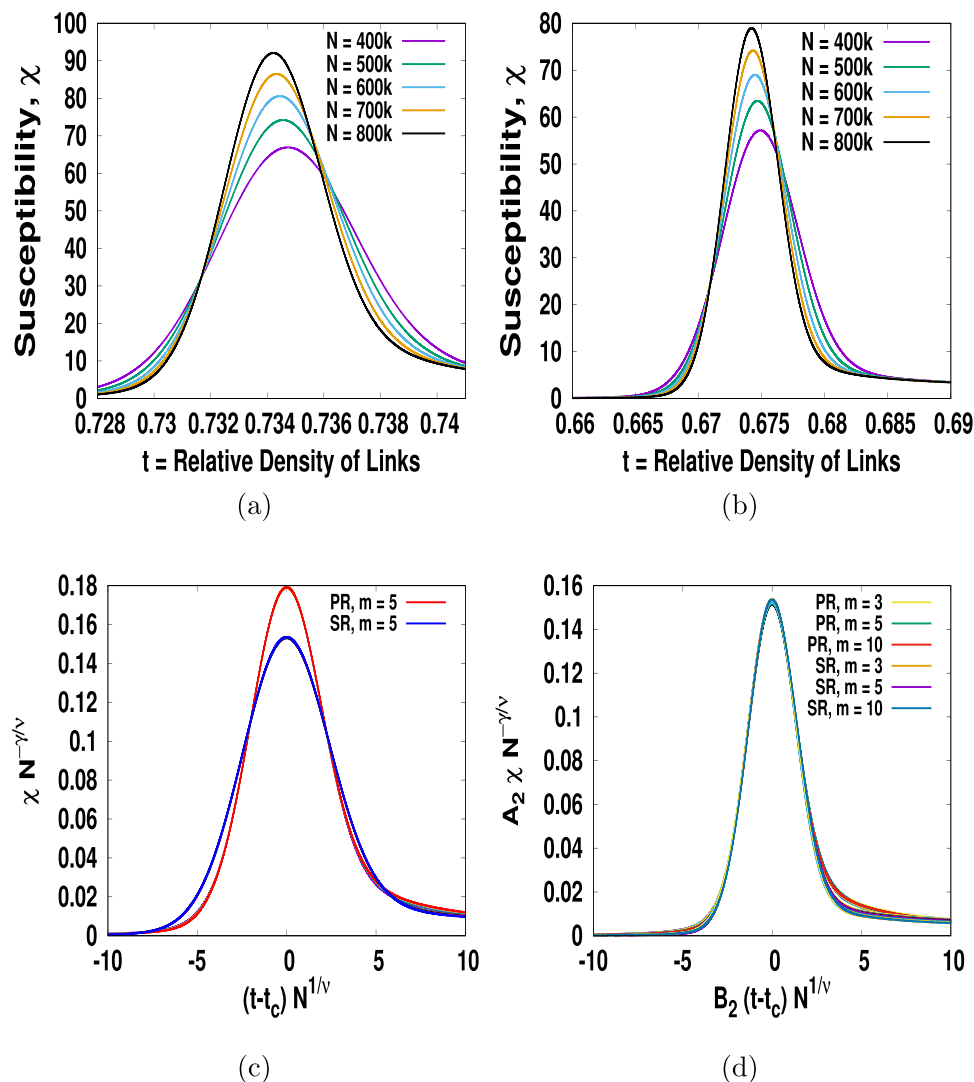 100
90
80
70
60
50
40
30
20
10
0
Susceptibility, χ
N = 400k
N = 500k
N = 600k
N = 700k
N = 800k
0.728 0.73 0.732 0.734 0.736 0.738 0.74
t = Relative Density of Links
(a)
80
70
60
50
40
30
20
10
0
Susceptibility, χ
N = 400k
N = 500k
N = 600k
N = 700k
N = 800k
0.66 0.665 0.67 0.675 0.68 0.685 0.69
t = Relative Density of Links
(b)
0.18
0.16
0.14
0.12
0.1
0.08
0.06
0.04
0.02
0
χ N^{−γ/ν}
PR, m = 5
SR, m = 5
-10 -5 0 5 10
(t-t_c) N^{1/ν}
(c)
0.16
0.14
0.12
0.1
0.08
0.06
0.04
0.02
0
A_2 χ N^{−γ/ν}
PR, m = 3
PR, m = 5
PR, m = 10
SR, m = 3
SR, m = 5
SR, m = 10
-10 -5 0 5 10
B_2 (t-t_c) N^{1/ν}
(d)